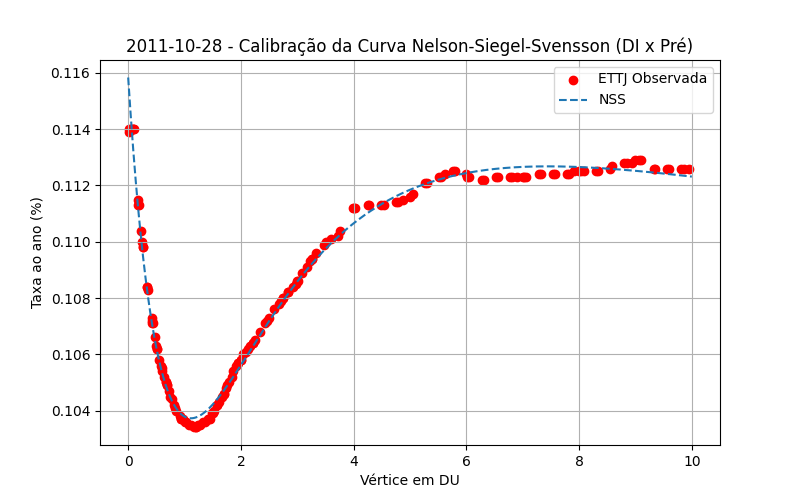 2011-10-28 - Calibração da Curva Nelson-Siegel-Svensson (DI x Pré)
ETTJ Observada
NSS
Taxa ao ano (%)
0.116
0.114
0.112
0.110
0.108
0.106
0.104
0 2 4 6 8 10
Vértice em DU